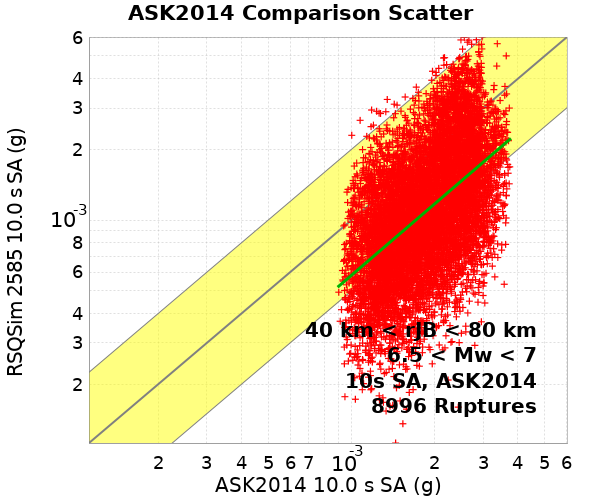 ASK2014 Comparison Scatter
RSQSim 2585 10.0 s SA (g)
6
4
3
2
10-3
8
6
4
3
2
40 km < rJB < 80 km
6.5 < Mw < 7
10s SA, ASK2014
8996 Ruptures
2 3 4 5 6 7 10-3 2 3 4 5 6
ASK2014 10.0 s SA (g)